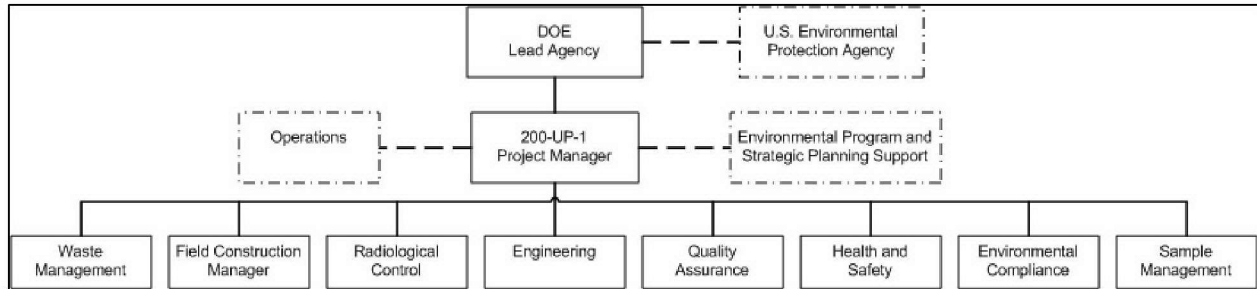 DOE
Lead Agency
U.S. Environmental
Protection Agency
Operations
200-UP-1
Project Manager
Environmental Program and
Strategic Planning Support
Waste
Management
Field Construction
Manager
Radiological
Control
Engineering
Quality
Assurance
Health and
Safety
Environmental
Compliance
Sample
Management